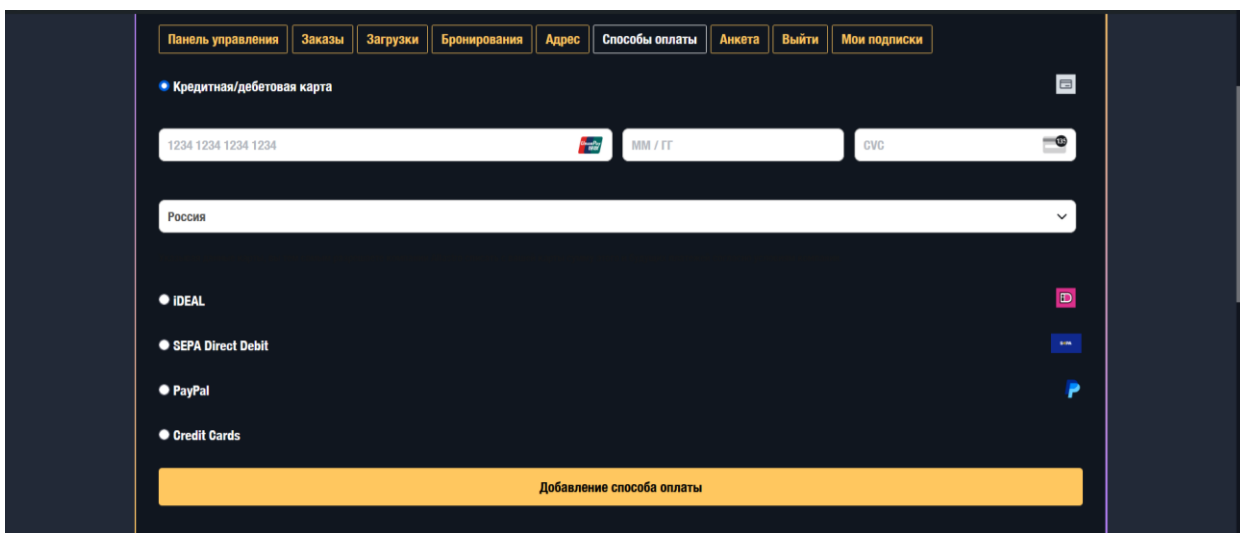 Панель управления Заказы Загрузки Бронирования Адрес Способы оплаты Анкета Выйти Мои подписки
Кредитная/дебетовая карта
1234 1234 1234 1234 ММ / ГГ CVC
Россия
iDEAL
SEPA Direct Debit
PayPal
Credit Cards
Добавление способа оплаты